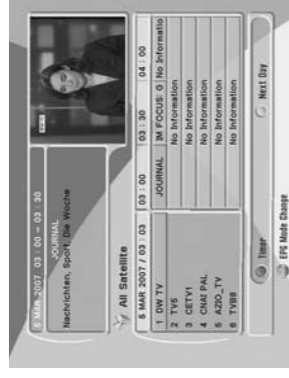 6 MAR 2007 03 : 00 - 03 : 30
JOURNAL
Nachrichten, Sport. Die Woche
All Satellite
6 MAR 2007 / 03 : 03 03 : 00 03 : 30 04 : 00
1 DW TV JOURNAL IM FOCUS: G No Informatio
2 TV5 No Information
3 CETV1 No Information
4 CNAI PAL No Information
5 AZIO_TV No Information
6 TVB8 No Information
Timer Next Day
EPG Mode Change